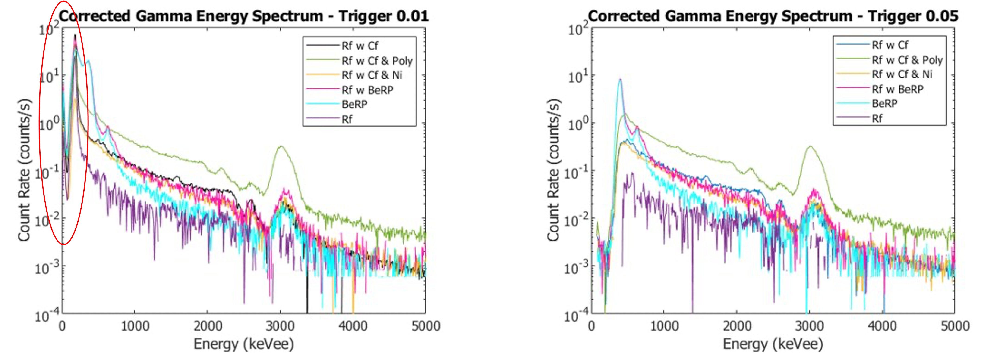 Corrected Gamma Energy Spectrum - Trigger 0.01
Count Rate (counts/s)
10^2
10^1
10^0
10^-1
10^-2
10^-3
10^-4
Rf w Cf
Rf w Cf & Poly
Rf w Cf & Ni
Rf w BeRP
BeRP
Rf
0 1000 2000 3000 4000 5000
Energy (keVee)
Corrected Gamma Energy Spectrum - Trigger 0.05
Count Rate (counts/s)
10^2
10^1
10^0
10^-1
10^-2
10^-3
10^-4
Rf w Cf
Rf w Cf & Poly
Rf w Cf & Ni
Rf w BeRP
BeRP
Rf
0 1000 2000 3000 4000 5000
Energy (keVee)